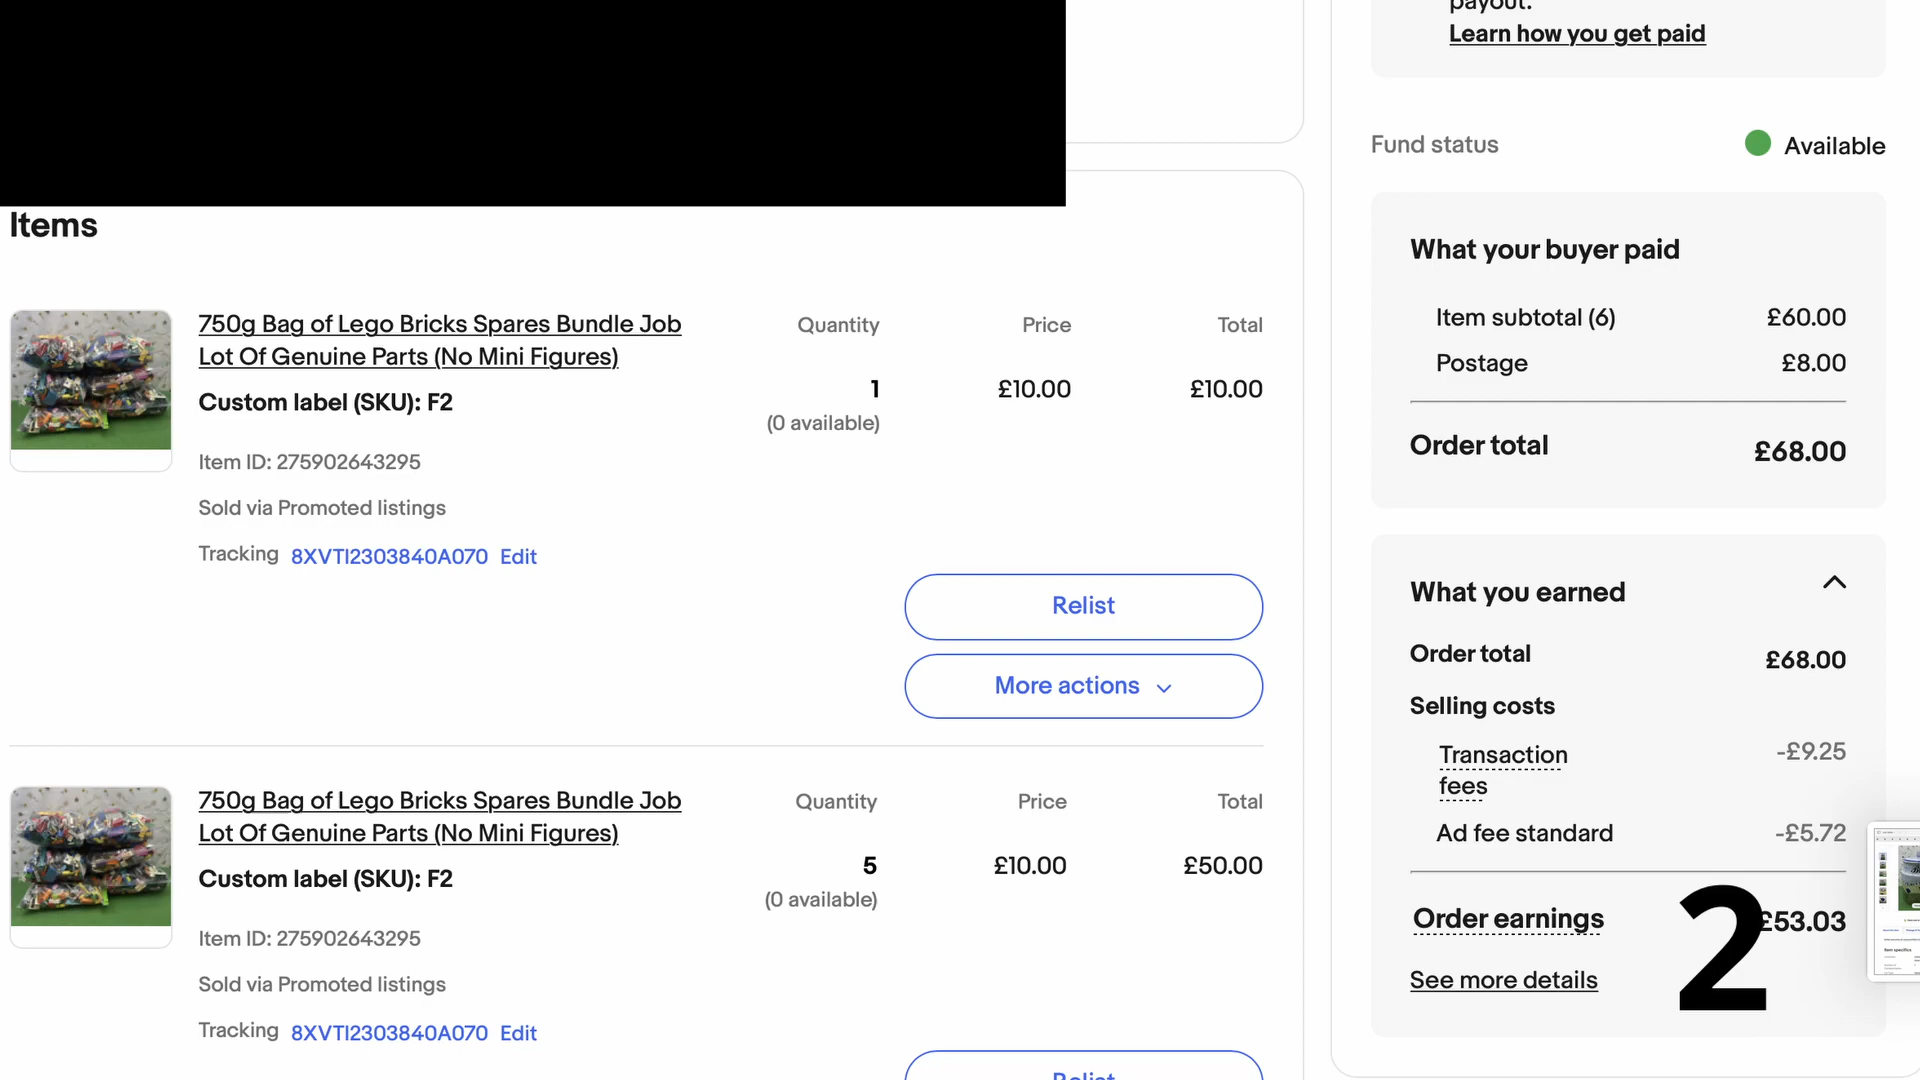 payout.
Learn how you get paid
Fund status
Available
Items
750g Bag of Lego Bricks Spares Bundle Job
Lot Of Genuine Parts (No Mini Figures)
Custom label (SKU): F2
Item ID: 275902643295
Sold via Promoted listings
Tracking 8XVTI2303840A070 Edit
Quantity Price Total
1 £10.00 £10.00
(0 available)
Relist
More actions
750g Bag of Lego Bricks Spares Bundle Job
Lot Of Genuine Parts (No Mini Figures)
Custom label (SKU): F2
Item ID: 275902643295
Sold via Promoted listings
Tracking 8XVTI2303840A070 Edit
Quantity Price Total
5 £10.00 £50.00
(0 available)
Relist
What your buyer paid
Item subtotal (6) £60.00
Postage £8.00
Order total £68.00
What you earned
Order total £68.00
Selling costs
Transaction -£9.25
fees
Ad fee standard -£5.72
Order earnings £53.03
2
See more details